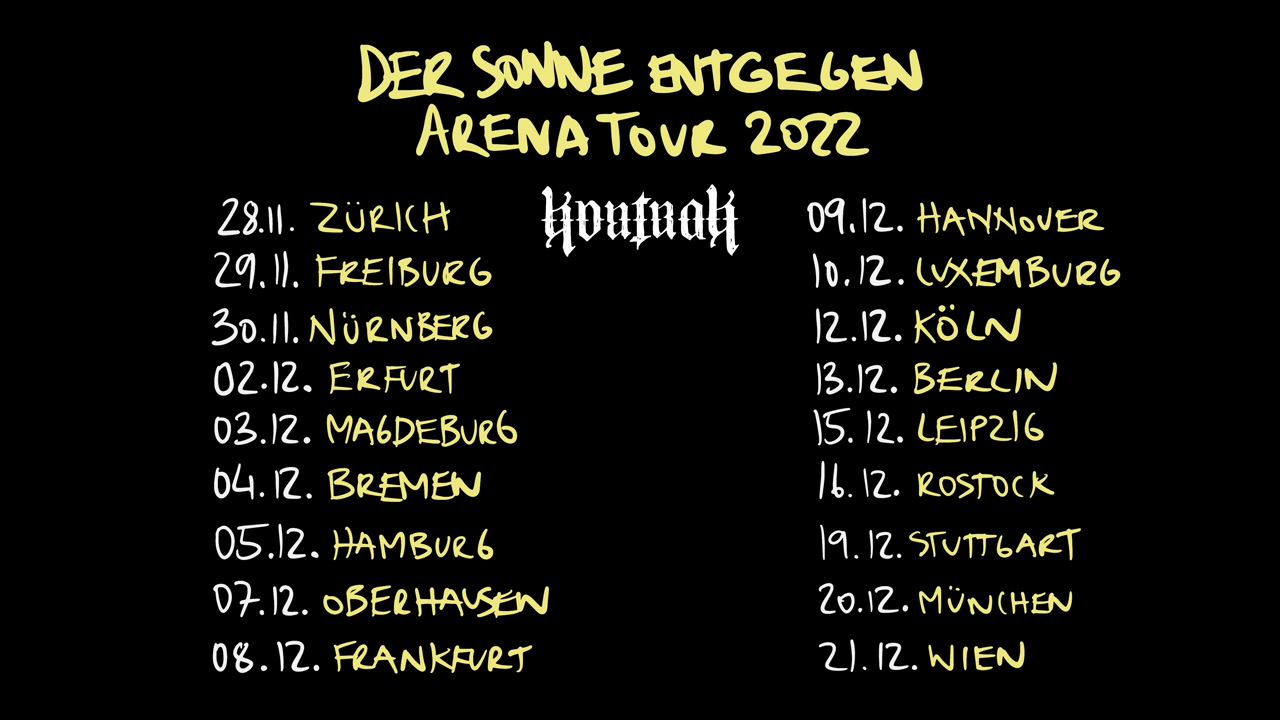 DER SONNE ENTGEGEN
ARENA TOUR 2022
KONTRAK
28.11. ZÜRICH
29.11. FREIBURG
30.11. NÜRNBERG
02.12. ERFURT
03.12. MAGDEBURG
04.12. BREMEN
05.12. HAMBURG
07.12. OBERHAUSEN
08.12. FRANKFURT
09.12. HANNOVER
10.12. LUXEMBURG
12.12. KÖLN
13.12. BERLIN
15.12. LEIPZIG
16.12. ROSTOCK
19.12. STUTTGART
20.12. MÜNCHEN
21.12. WIEN